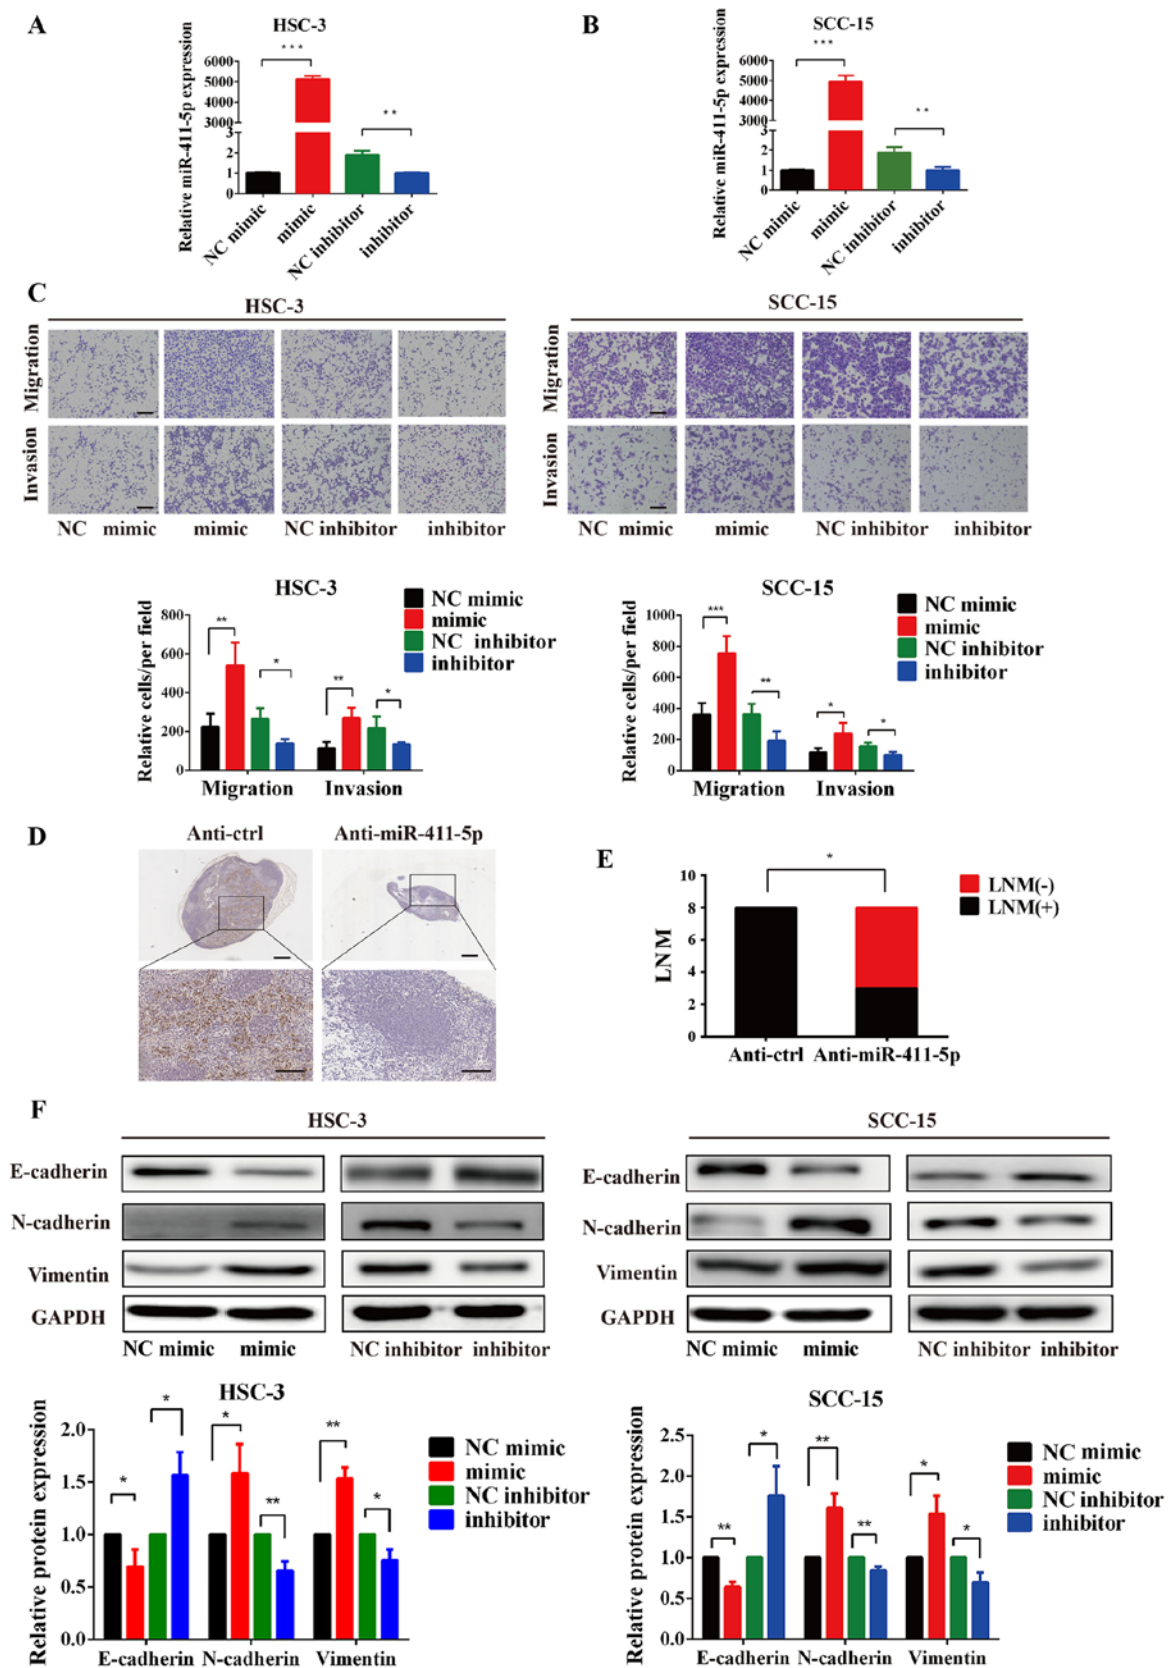 A
HSC-3
Relative miR-411-5p expression
6000
5000
4000
3000
3
2
1
0
***
**
NC mimic
mimic
NC inhibitor
inhibitor
B
SCC-15
Relative miR-411-5p expression
6000
5000
4000
3000
3
2
1
0
***
**
NC mimic
mimic
NC inhibitor
inhibitor
C
HSC-3
SCC-15
Migration
Invasion
NC mimic mimic NC inhibitor inhibitor
Migration
Invasion
NC mimic mimic NC inhibitor inhibitor
HSC-3
Relative cells/per field
800
600
400
200
0
**
*
**
*
Migration Invasion
NC mimic
mimic
NC inhibitor
inhibitor
SCC-15
Relative cells/per field
1000
800
600
400
200
0
***
**
*
*
Migration Invasion
NC mimic
mimic
NC inhibitor
inhibitor
D
Anti-ctrl Anti-miR-411-5p
E
LNM
10
8
6
4
2
0
*
Anti-ctrl Anti-miR-411-5p
LNM(-)
LNM(+)
F
HSC-3
E-cadherin
N-cadherin
Vimentin
GAPDH
NC mimic mimic NC inhibitor inhibitor
SCC-15
E-cadherin
N-cadherin
Vimentin
GAPDH
NC mimic mimic NC inhibitor inhibitor
HSC-3
Relative protein expression
2.0
1.5
1.0
0.5
0.0
*
*
*
**
**
*
E-cadherin N-cadherin Vimentin
NC mimic
mimic
NC inhibitor
inhibitor
SCC-15
Relative protein expression
2.5
2.0
1.5
1.0
0.5
0.0
**
*
**
**
*
*
E-cadherin N-cadherin Vimentin
NC mimic
mimic
NC inhibitor
inhibitor